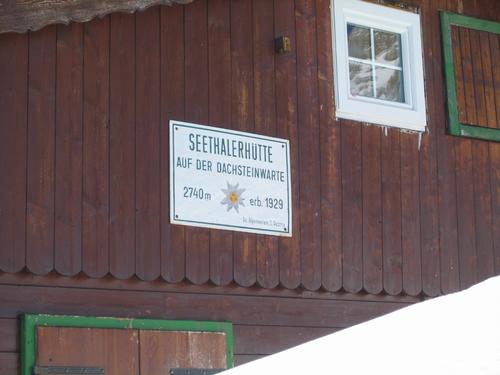 SEETHALERHÜTTE
AUF DER DACHSTEINWARTE
2740m erb. 1929